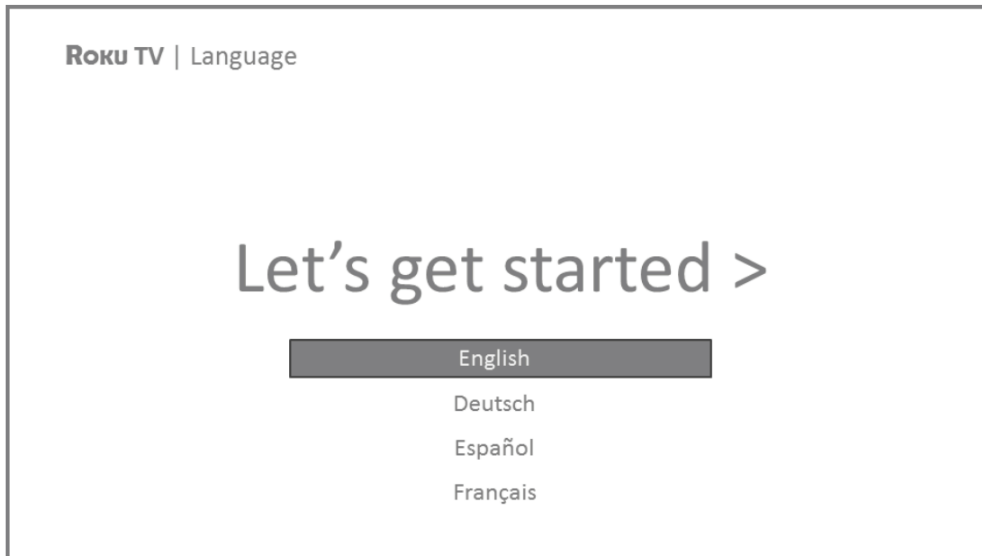 ROKU TV | Language
Let’s get started >
English
Deutsch
Español
Français